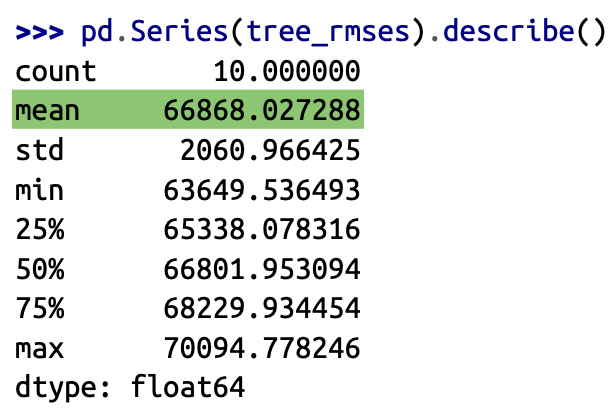 >>> pd.Series(tree_rmses).describe()
count 10.000000
mean 66868.027288
std 2060.966425
min 63649.536493
25% 65338.078316
50% 66801.953094
75% 68229.934454
max 70094.778246
dtype: float64